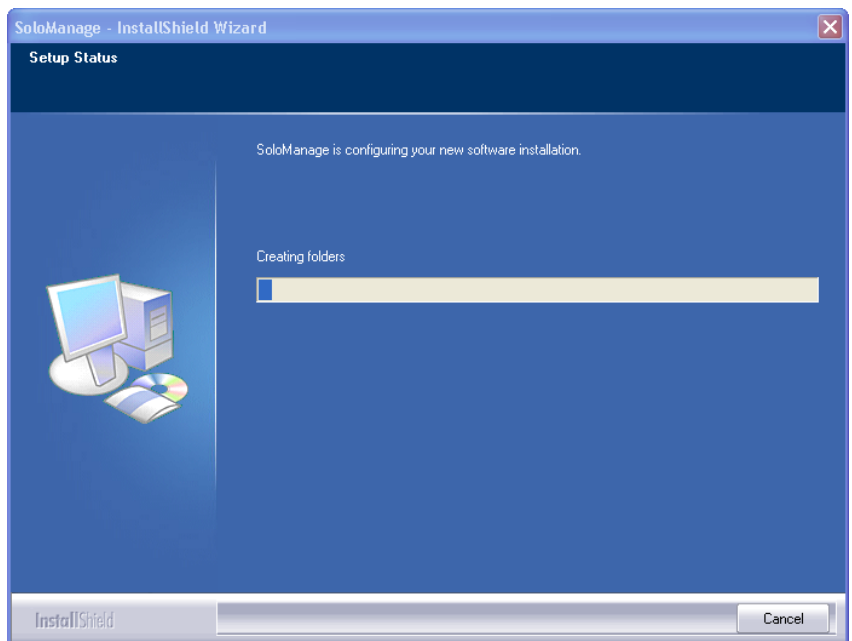 SoloManage - InstallShield Wizard
Setup Status
SoloManage is configuring your new software installation.
Creating folders
InstallShield
Cancel